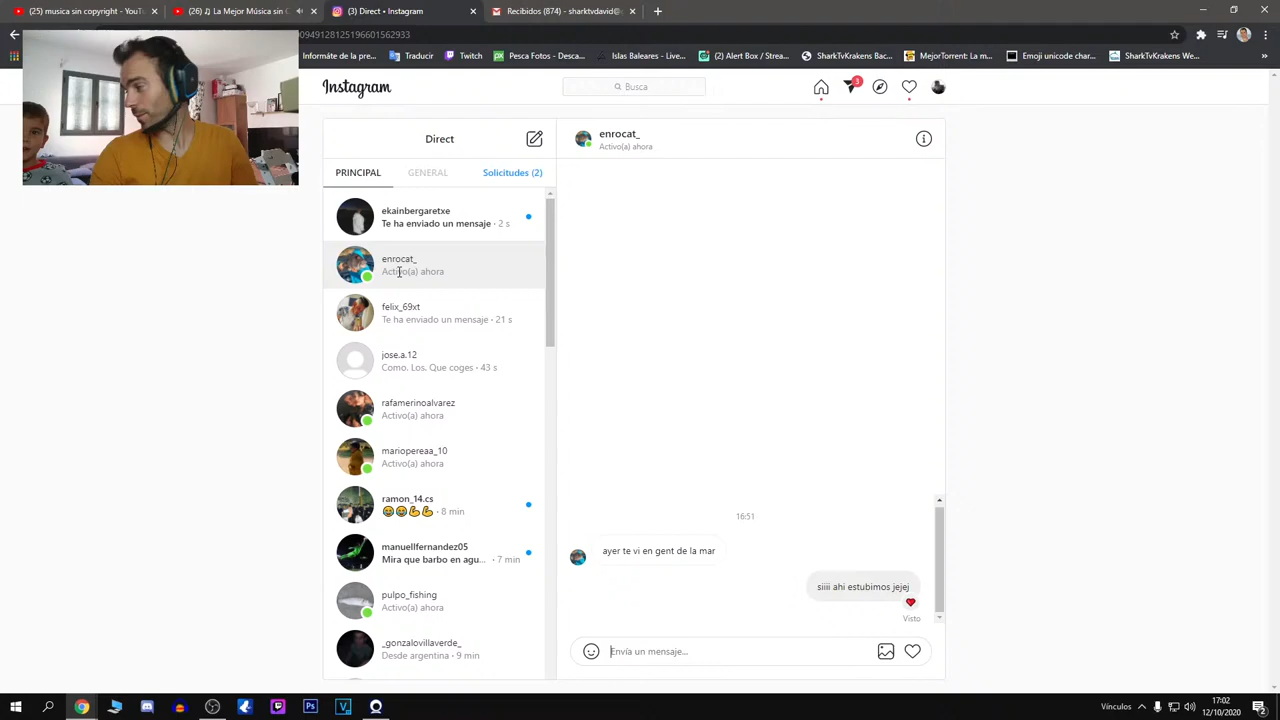 (25) musica sin copyright - YouTu
(26) La Mejor Música sin C
(3) Direct • Instagram
Recibidos (874) - sharktvdani@g
094912812519660156293​3
Infórmate de la pro...
Traducir
Twitch
Pesca Fotos - Desca...
Islas Baleares - Live...
(2) Alert Box / Strea...
SharkTvKrakens Bac...
MejorTorrent: La m...
Emoji unicode char...
SharkTvKrakens We...
Instagram
Busca
3
Direct
PRINCIPAL
GENERAL
Solicitudes (2)
ekainbergaretxe
Te ha enviado un mensaje · 2 s
enrocat_
Activo(a) ahora
felix_69xt
Te ha enviado un mensaje · 21 s
jose.a.12
Como. Los. Que coges · 43 s
rafamerinoalvarez
Activo(a) ahora
mariopereaa_10
Activo(a) ahora
ramon_14.cs
😂😂💪💪 · 8 min
manuellfernandez05
Mira que barbo en agu... · 7 min
pulpo_fishing
Activo(a) ahora
_gonzalovillaverde_
Desde argentina · 9 min
enrocat_
Activo(a) ahora
16:51
ayer te vi en gent de la mar
siiii ahi estubimos jejej
Visto
Envía un mensaje...
Vínculos
17:02
12/10/2020
2